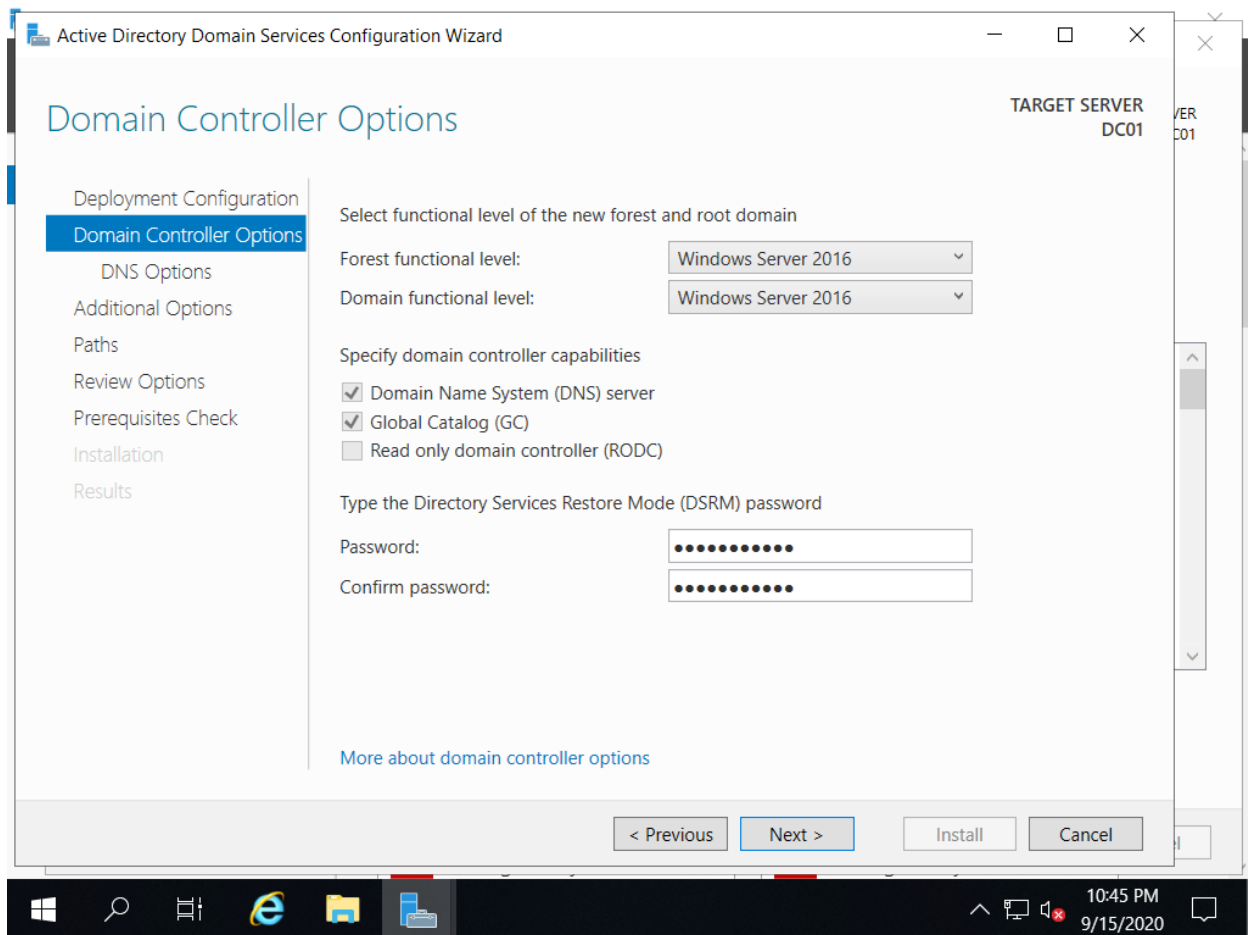 Active Directory Domain Services Configuration Wizard
Domain Controller Options
TARGET SERVER
DC01
VER
C01
Deployment Configuration
Domain Controller Options
DNS Options
Additional Options
Paths
Review Options
Prerequisites Check
Installation
Results
Select functional level of the new forest and root domain
Forest functional level: Windows Server 2016
Domain functional level: Windows Server 2016
Specify domain controller capabilities
Domain Name System (DNS) server
Global Catalog (GC)
Read only domain controller (RODC)
Type the Directory Services Restore Mode (DSRM) password
Password: •••••••••••
Confirm password: •••••••••••
More about domain controller options
< Previous Next > Install Cancel
10:45 PM
9/15/2020